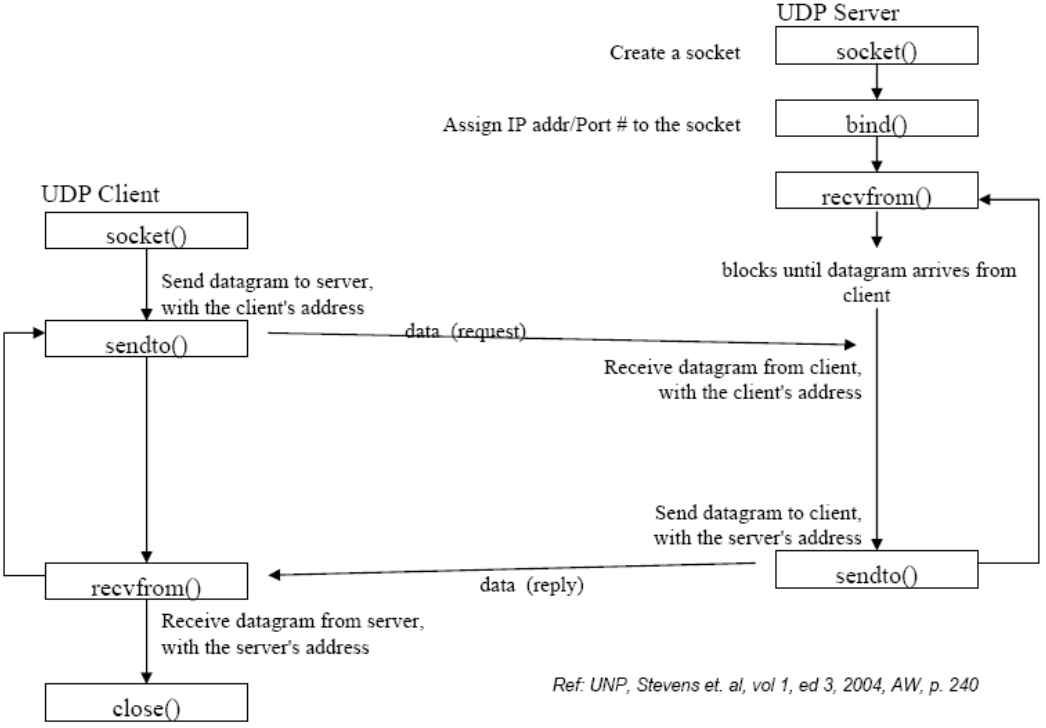 UDP Server
socket()
Create a socket
Assign IP addr/Port # to the socket
bind()
recvfrom()
blocks until datagram arrives from
client
UDP Client
socket()
Send datagram to server,
with the client's address
sendto()
data (request)
Receive datagram from client,
with the client's address
Send datagram to client,
with the server's address
sendto()
data (reply)
recvfrom()
Receive datagram from server,
with the server's address
close()
Ref: UNP, Stevens et. al, vol 1, ed 3, 2004, AW, p. 240